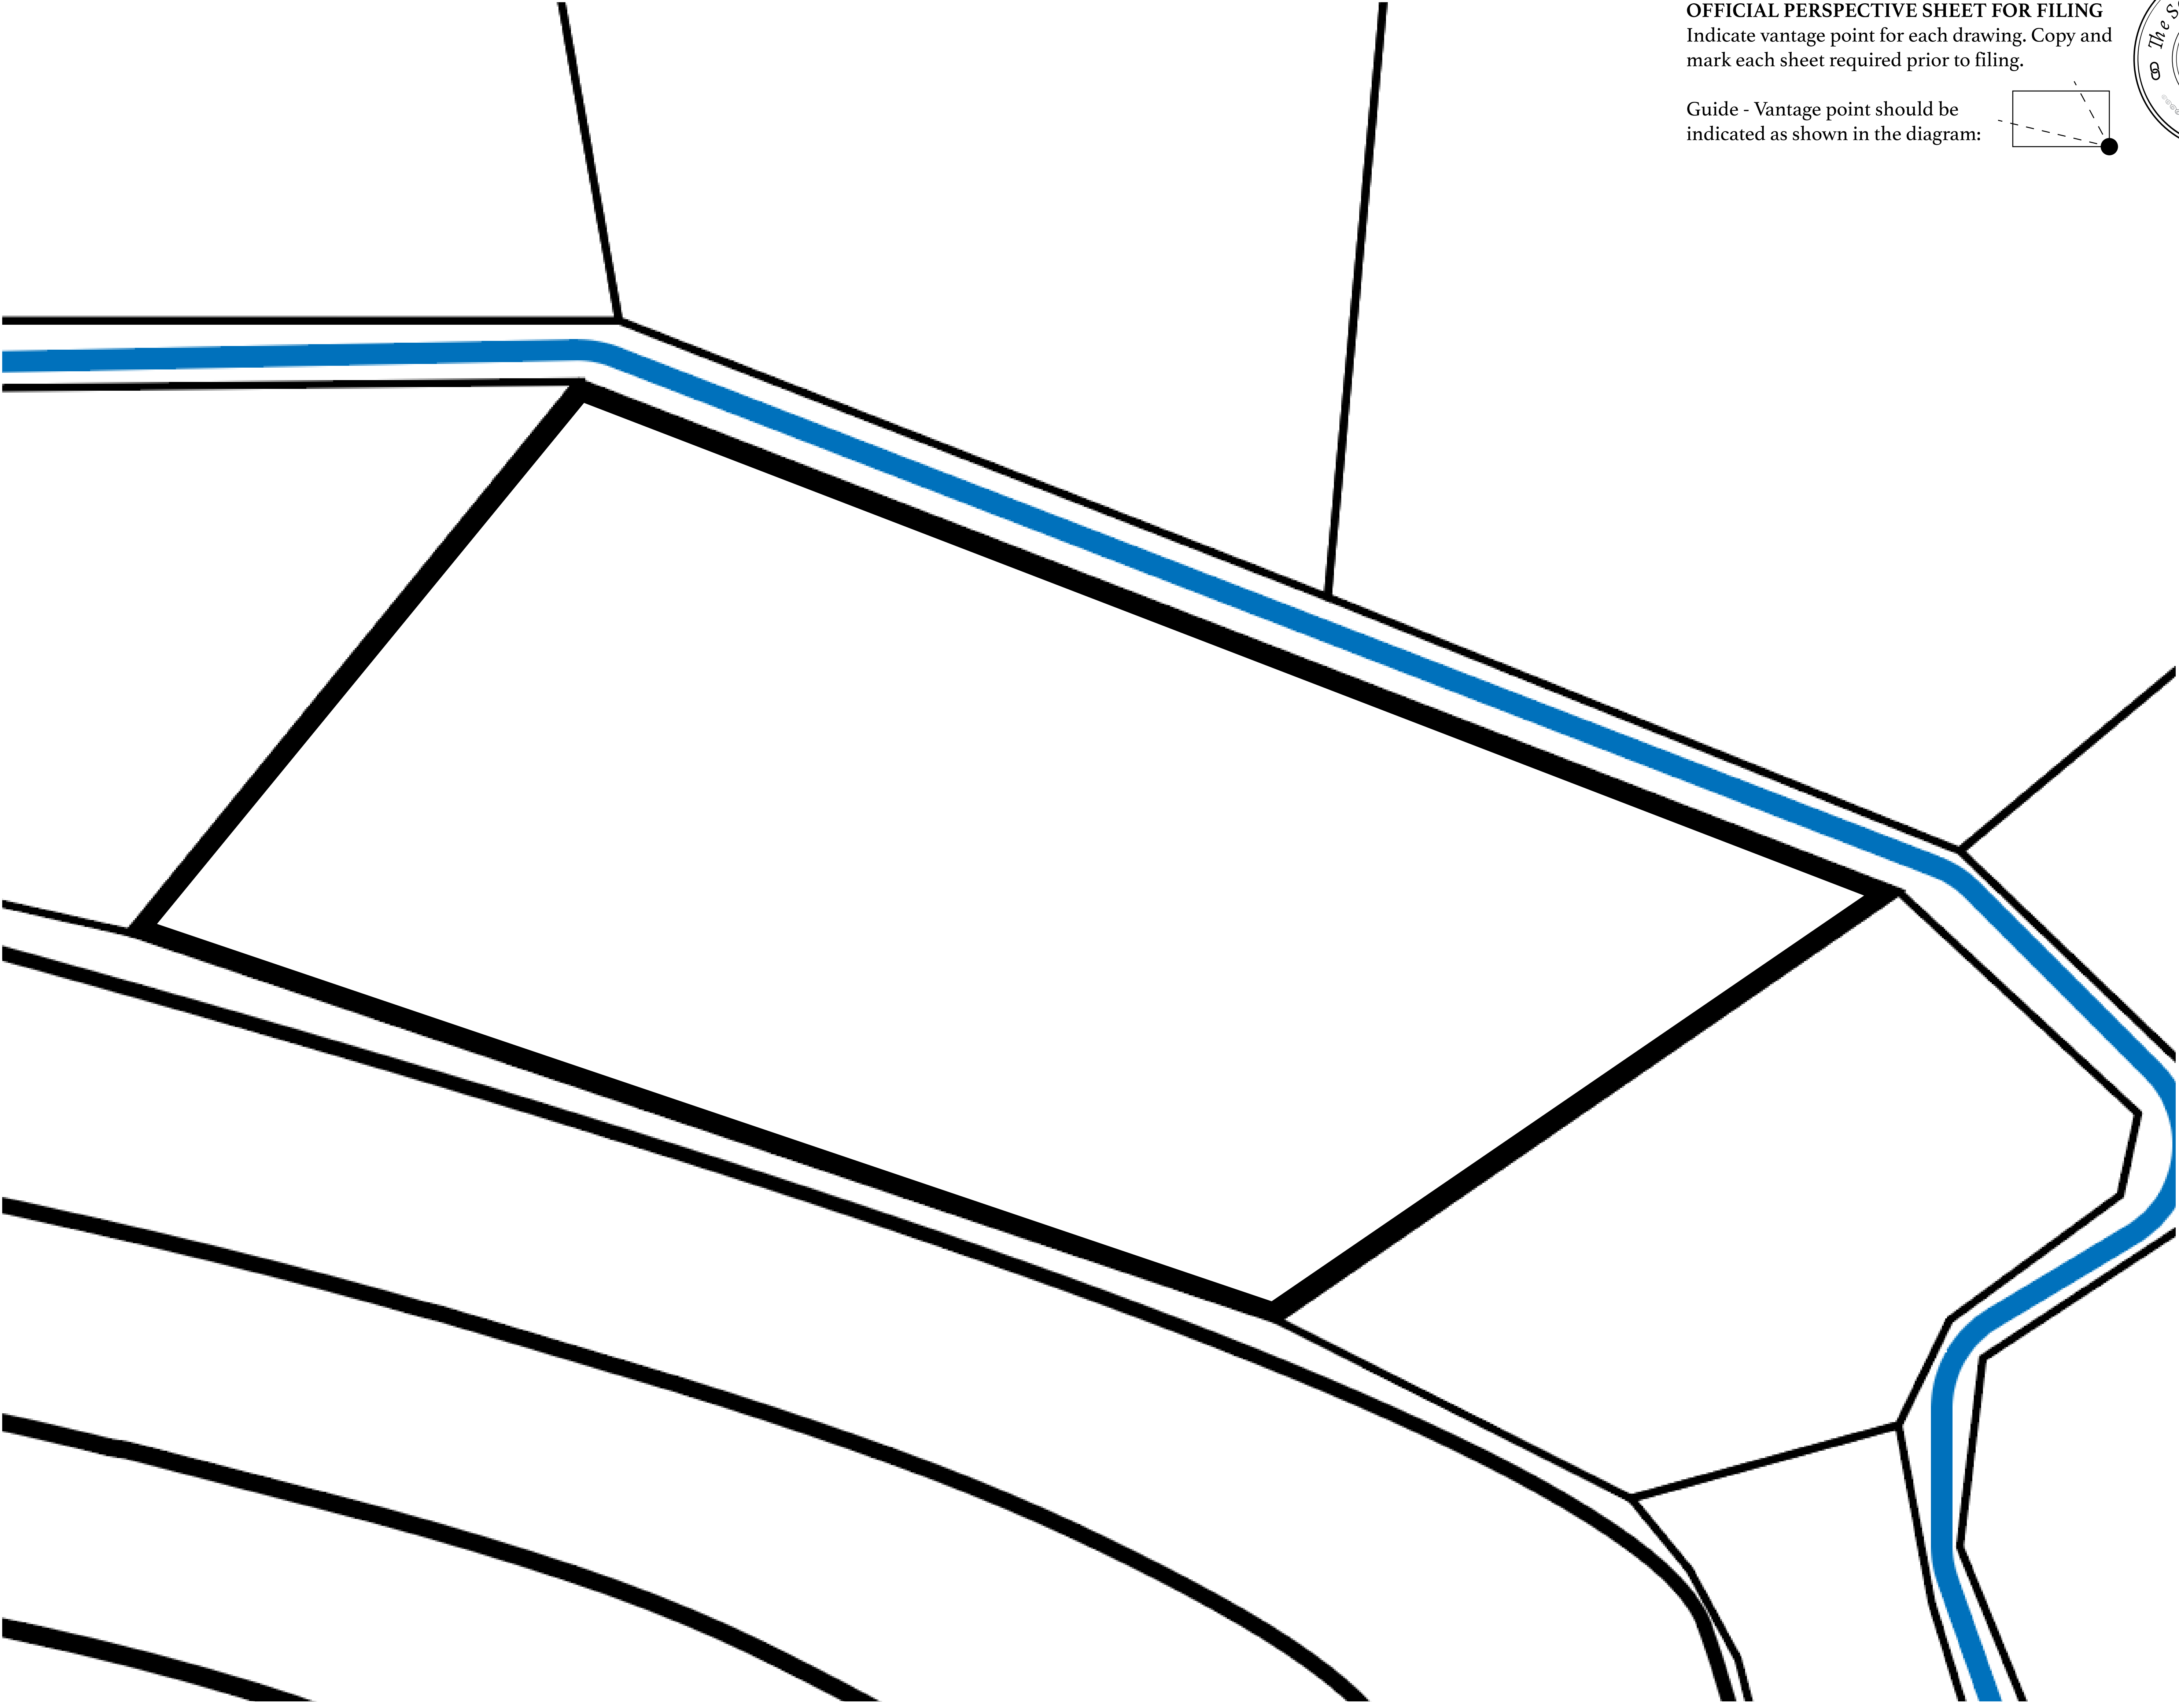 OFFICIAL PERSPECTIVE SHEET FOR FILING
Indicate vantage point for each drawing. Copy and
mark each sheet required prior to filing.
Guide - Vantage point should be
indicated as shown in the diagram:
The S